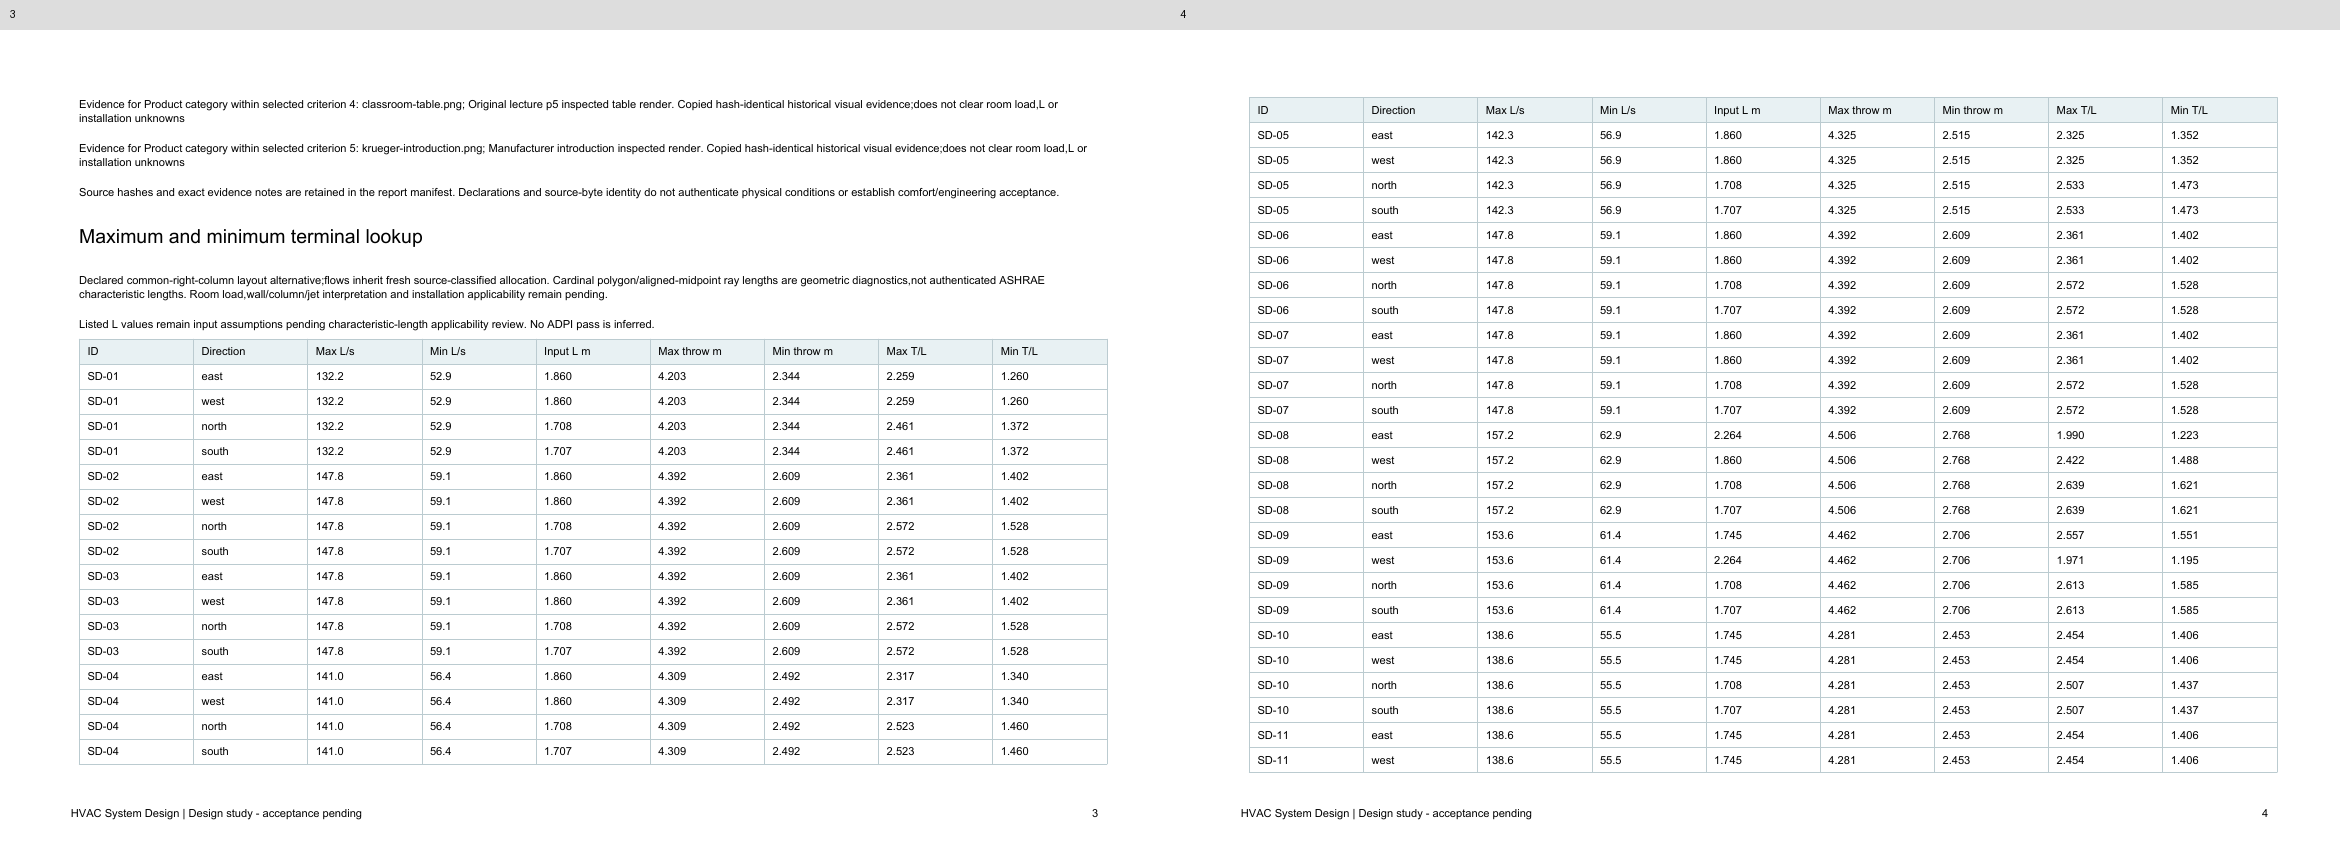 3
Evidence for Product category within selected criterion 4: classroom-table.png; Original lecture p5 inspected table render. Copied hash-identical historical visual evidence;does not clear room load,L or
installation unknowns
Evidence for Product category within selected criterion 5: krueger-introduction.png; Manufacturer introduction inspected render. Copied hash-identical historical visual evidence;does not clear room load,L or
installation unknowns
Source hashes and exact evidence notes are retained in the report manifest. Declarations and source-byte identity do not authenticate physical conditions or establish comfort/engineering acceptance.
Maximum and minimum terminal lookup
Declared common-right-column layout alternative;flows inherit fresh source-classified allocation. Cardinal polygon/aligned-midpoint ray lengths are geometric diagnostics,not authenticated ASHRAE
characteristic lengths. Room load,wall/column/jet interpretation and installation applicability remain pending.
Listed L values remain input assumptions pending characteristic-length applicability review. No ADPI pass is inferred.
ID Direction Max L/s Min L/s Input L m Max throw m Min throw m Max T/L Min T/L
SD-01 east 132.2 52.9 1.860 4.203 2.344 2.259 1.260
SD-01 west 132.2 52.9 1.860 4.203 2.344 2.259 1.260
SD-01 north 132.2 52.9 1.708 4.203 2.344 2.461 1.372
SD-01 south 132.2 52.9 1.707 4.203 2.344 2.461 1.372
SD-02 east 147.8 59.1 1.860 4.392 2.609 2.361 1.402
SD-02 west 147.8 59.1 1.860 4.392 2.609 2.361 1.402
SD-02 north 147.8 59.1 1.708 4.392 2.609 2.572 1.528
SD-02 south 147.8 59.1 1.707 4.392 2.609 2.572 1.528
SD-03 east 147.8 59.1 1.860 4.392 2.609 2.361 1.402
SD-03 west 147.8 59.1 1.860 4.392 2.609 2.361 1.402
SD-03 north 147.8 59.1 1.708 4.392 2.609 2.572 1.528
SD-03 south 147.8 59.1 1.707 4.392 2.609 2.572 1.528
SD-04 east 141.0 56.4 1.860 4.309 2.492 2.317 1.340
SD-04 west 141.0 56.4 1.860 4.309 2.492 2.317 1.340
SD-04 north 141.0 56.4 1.708 4.309 2.492 2.523 1.460
SD-04 south 141.0 56.4 1.707 4.309 2.492 2.523 1.460
HVAC System Design | Design study - acceptance pending 3
4
ID Direction Max L/s Min L/s Input L m Max throw m Min throw m Max T/L Min T/L
SD-05 east 142.3 56.9 1.860 4.325 2.515 2.325 1.352
SD-05 west 142.3 56.9 1.860 4.325 2.515 2.325 1.352
SD-05 north 142.3 56.9 1.708 4.325 2.515 2.533 1.473
SD-05 south 142.3 56.9 1.707 4.325 2.515 2.533 1.473
SD-06 east 147.8 59.1 1.860 4.392 2.609 2.361 1.402
SD-06 west 147.8 59.1 1.860 4.392 2.609 2.361 1.402
SD-06 north 147.8 59.1 1.708 4.392 2.609 2.572 1.528
SD-06 south 147.8 59.1 1.707 4.392 2.609 2.572 1.528
SD-07 east 147.8 59.1 1.860 4.392 2.609 2.361 1.402
SD-07 west 147.8 59.1 1.860 4.392 2.609 2.361 1.402
SD-07 north 147.8 59.1 1.708 4.392 2.609 2.572 1.528
SD-07 south 147.8 59.1 1.707 4.392 2.609 2.572 1.528
SD-08 east 157.2 62.9 2.264 4.506 2.768 1.990 1.223
SD-08 west 157.2 62.9 1.860 4.506 2.768 2.422 1.488
SD-08 north 157.2 62.9 1.708 4.506 2.768 2.639 1.621
SD-08 south 157.2 62.9 1.707 4.506 2.768 2.639 1.621
SD-09 east 153.6 61.4 1.745 4.462 2.706 2.557 1.551
SD-09 west 153.6 61.4 2.264 4.462 2.706 1.971 1.195
SD-09 north 153.6 61.4 1.708 4.462 2.706 2.613 1.585
SD-09 south 153.6 61.4 1.707 4.462 2.706 2.613 1.585
SD-10 east 138.6 55.5 1.745 4.281 2.453 2.454 1.406
SD-10 west 138.6 55.5 1.745 4.281 2.453 2.454 1.406
SD-10 north 138.6 55.5 1.708 4.281 2.453 2.507 1.437
SD-10 south 138.6 55.5 1.707 4.281 2.453 2.507 1.437
SD-11 east 138.6 55.5 1.745 4.281 2.453 2.454 1.406
SD-11 west 138.6 55.5 1.745 4.281 2.453 2.454 1.406
HVAC System Design | Design study - acceptance pending 4